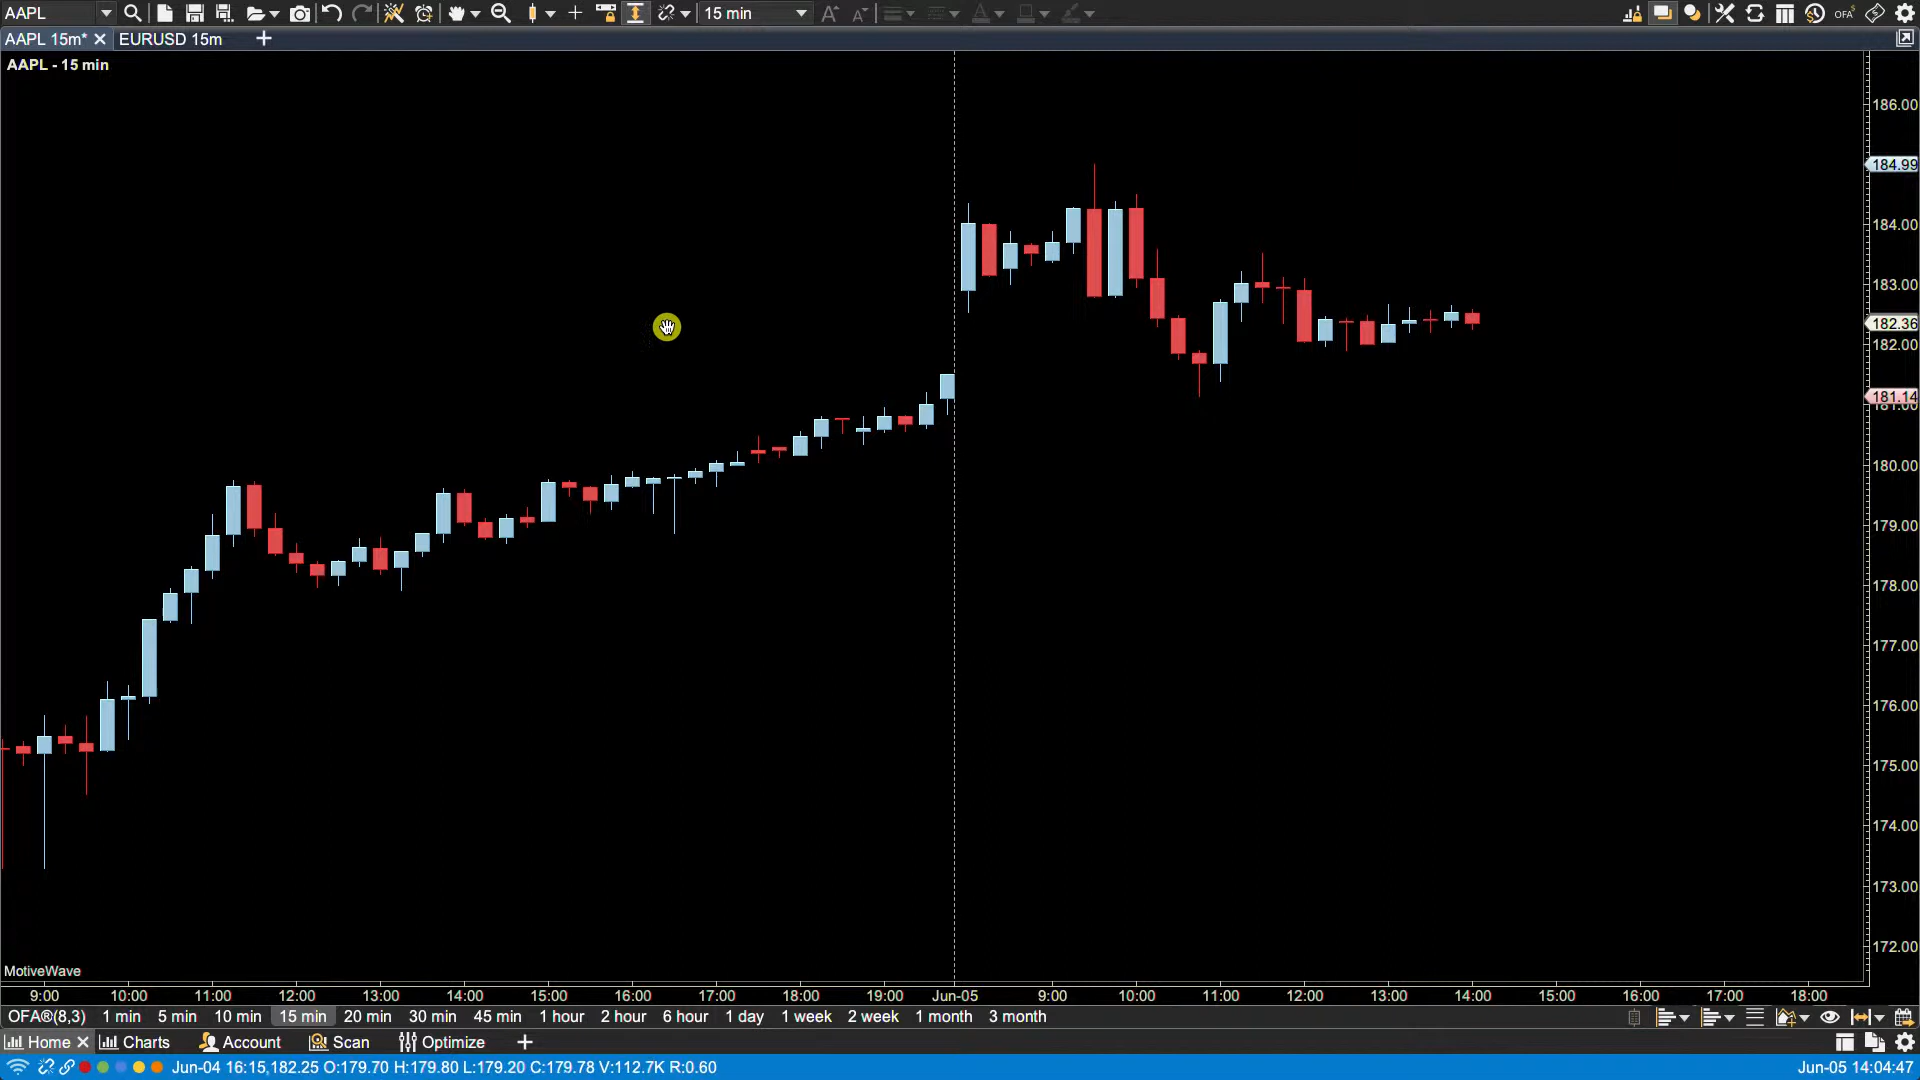 AAPL 15 min OFA
AAPL 15m* EURUSD 15m
AAPL - 15 min
186.00
184.99
184.00
183.00
182.36
182.00
181.14
181.00
180.00
179.00
178.00
177.00
176.00
175.00
174.00
173.00
172.00
MotiveWave
9:00 10:00 11:00 12:00 13:00 14:00 15:00 16:00 17:00 18:00 19:00 Jun-05 9:00 10:00 11:00 12:00 13:00 14:00 15:00 16:00 17:00 18:00
OFA®(8,3) 1 min 5 min 10 min 15 min 20 min 30 min 45 min 1 hour 2 hour 6 hour 1 day 1 week 2 week 1 month 3 month
Home Charts Account Scan Optimize
Jun-04 16:15,182.25 O:179.70 H:179.80 L:179.20 C:179.78 V:112.7K R:0.60 Jun-05 14:04:47